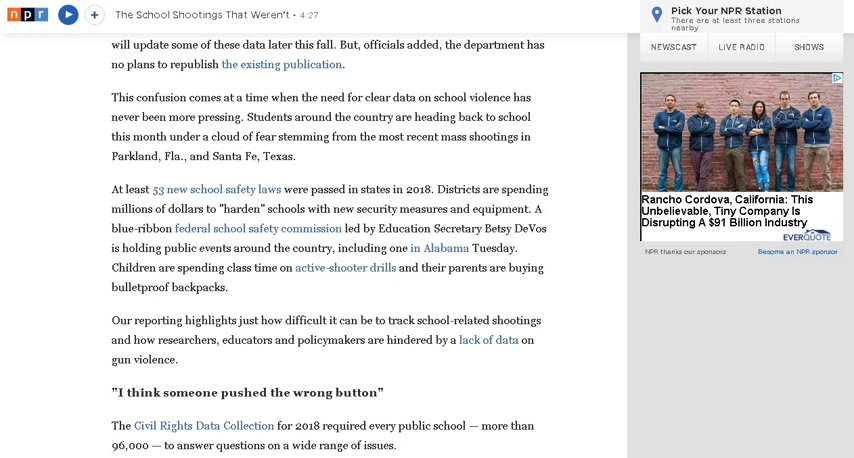 npr
The School Shootings That Weren't • 4:27
Pick Your NPR Station
There are at least three stations
nearby
NEWSCAST
LIVE RADIO
SHOWS
will update some of these data later this fall. But, officials added, the department has
no plans to republish the existing publication.
This confusion comes at a time when the need for clear data on school violence has
never been more pressing. Students around the country are heading back to school
this month under a cloud of fear stemming from the most recent mass shootings in
Parkland, Fla., and Santa Fe, Texas.
At least 53 new school safety laws were passed in states in 2018. Districts are spending
millions of dollars to "harden" schools with new security measures and equipment. A
blue-ribbon federal school safety commission led by Education Secretary Betsy DeVos
is holding public events around the country, including one in Alabama Tuesday.
Children are spending class time on active-shooter drills and their parents are buying
bulletproof backpacks.
Our reporting highlights just how difficult it can be to track school-related shootings
and how researchers, educators and policymakers are hindered by a lack of data on
gun violence.
"I think someone pushed the wrong button"
The Civil Rights Data Collection for 2018 required every public school — more than
96,000 — to answer questions on a wide range of issues.
Rancho Cordova, California: This
Unbelievable, Tiny Company Is
Disrupting A $91 Billion Industry
EVERQUOTE
NPR thanks our sponsors
Become an NPR sponsor